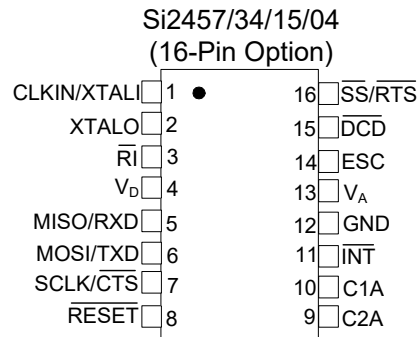 Si2457/34/15/04
(16-Pin Option)
CLKIN/XTALI 1 16 SS/RTS
XTALO 2 15 DCD
RI 3 14 ESC
VD 4 13 VA
MISO/RXD 5 12 GND
MOSI/TXD 6 11 INT
SCLK/CTS 7 10 C1A
RESET 8 9 C2A